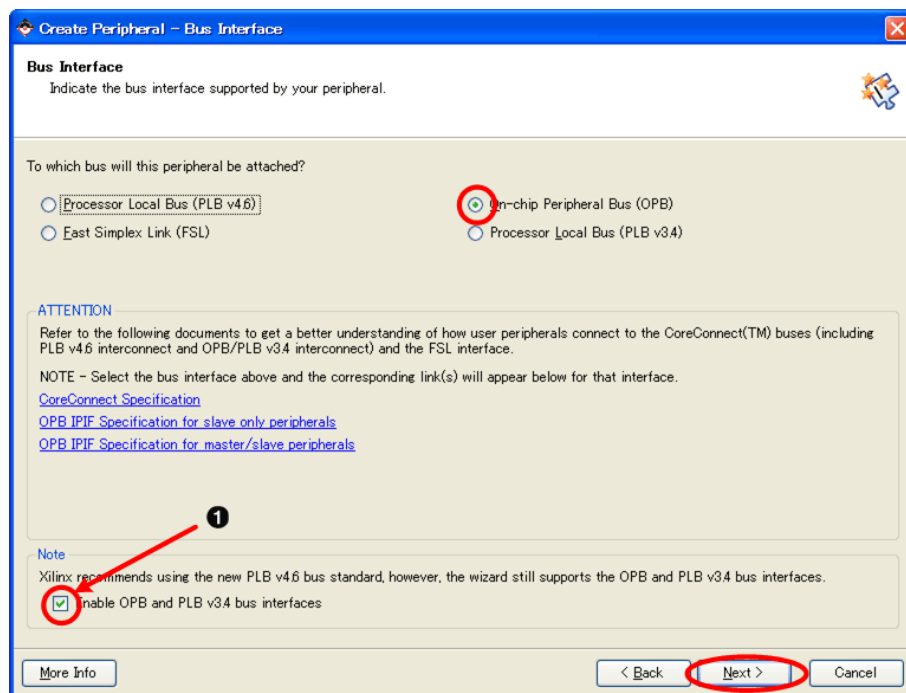 Create Peripheral - Bus Interface
Bus Interface
Indicate the bus interface supported by your peripheral.
To which bus will this peripheral be attached?
Processor Local Bus (PLB v4.6)
On-chip Peripheral Bus (OPB)
Fast Simplex Link (FSL)
Processor Local Bus (PLB v3.4)
ATTENTION
Refer to the following documents to get a better understanding of how user peripherals connect to the CoreConnect(TM) buses (including
PLB v4.6 interconnect and OPB/PLB v3.4 interconnect) and the FSL interface.
NOTE - Select the bus interface above and the corresponding link(s) will appear below for that interface.
CoreConnect Specification
OPB IPIF Specification for slave only peripherals
OPB IPIF Specification for master/slave peripherals
❶
Note
Xilinx recommends using the new PLB v4.6 bus standard, however, the wizard still supports the OPB and PLB v3.4 bus interfaces.
Enable OPB and PLB v3.4 bus interfaces
More Info
< Back
Next >
Cancel